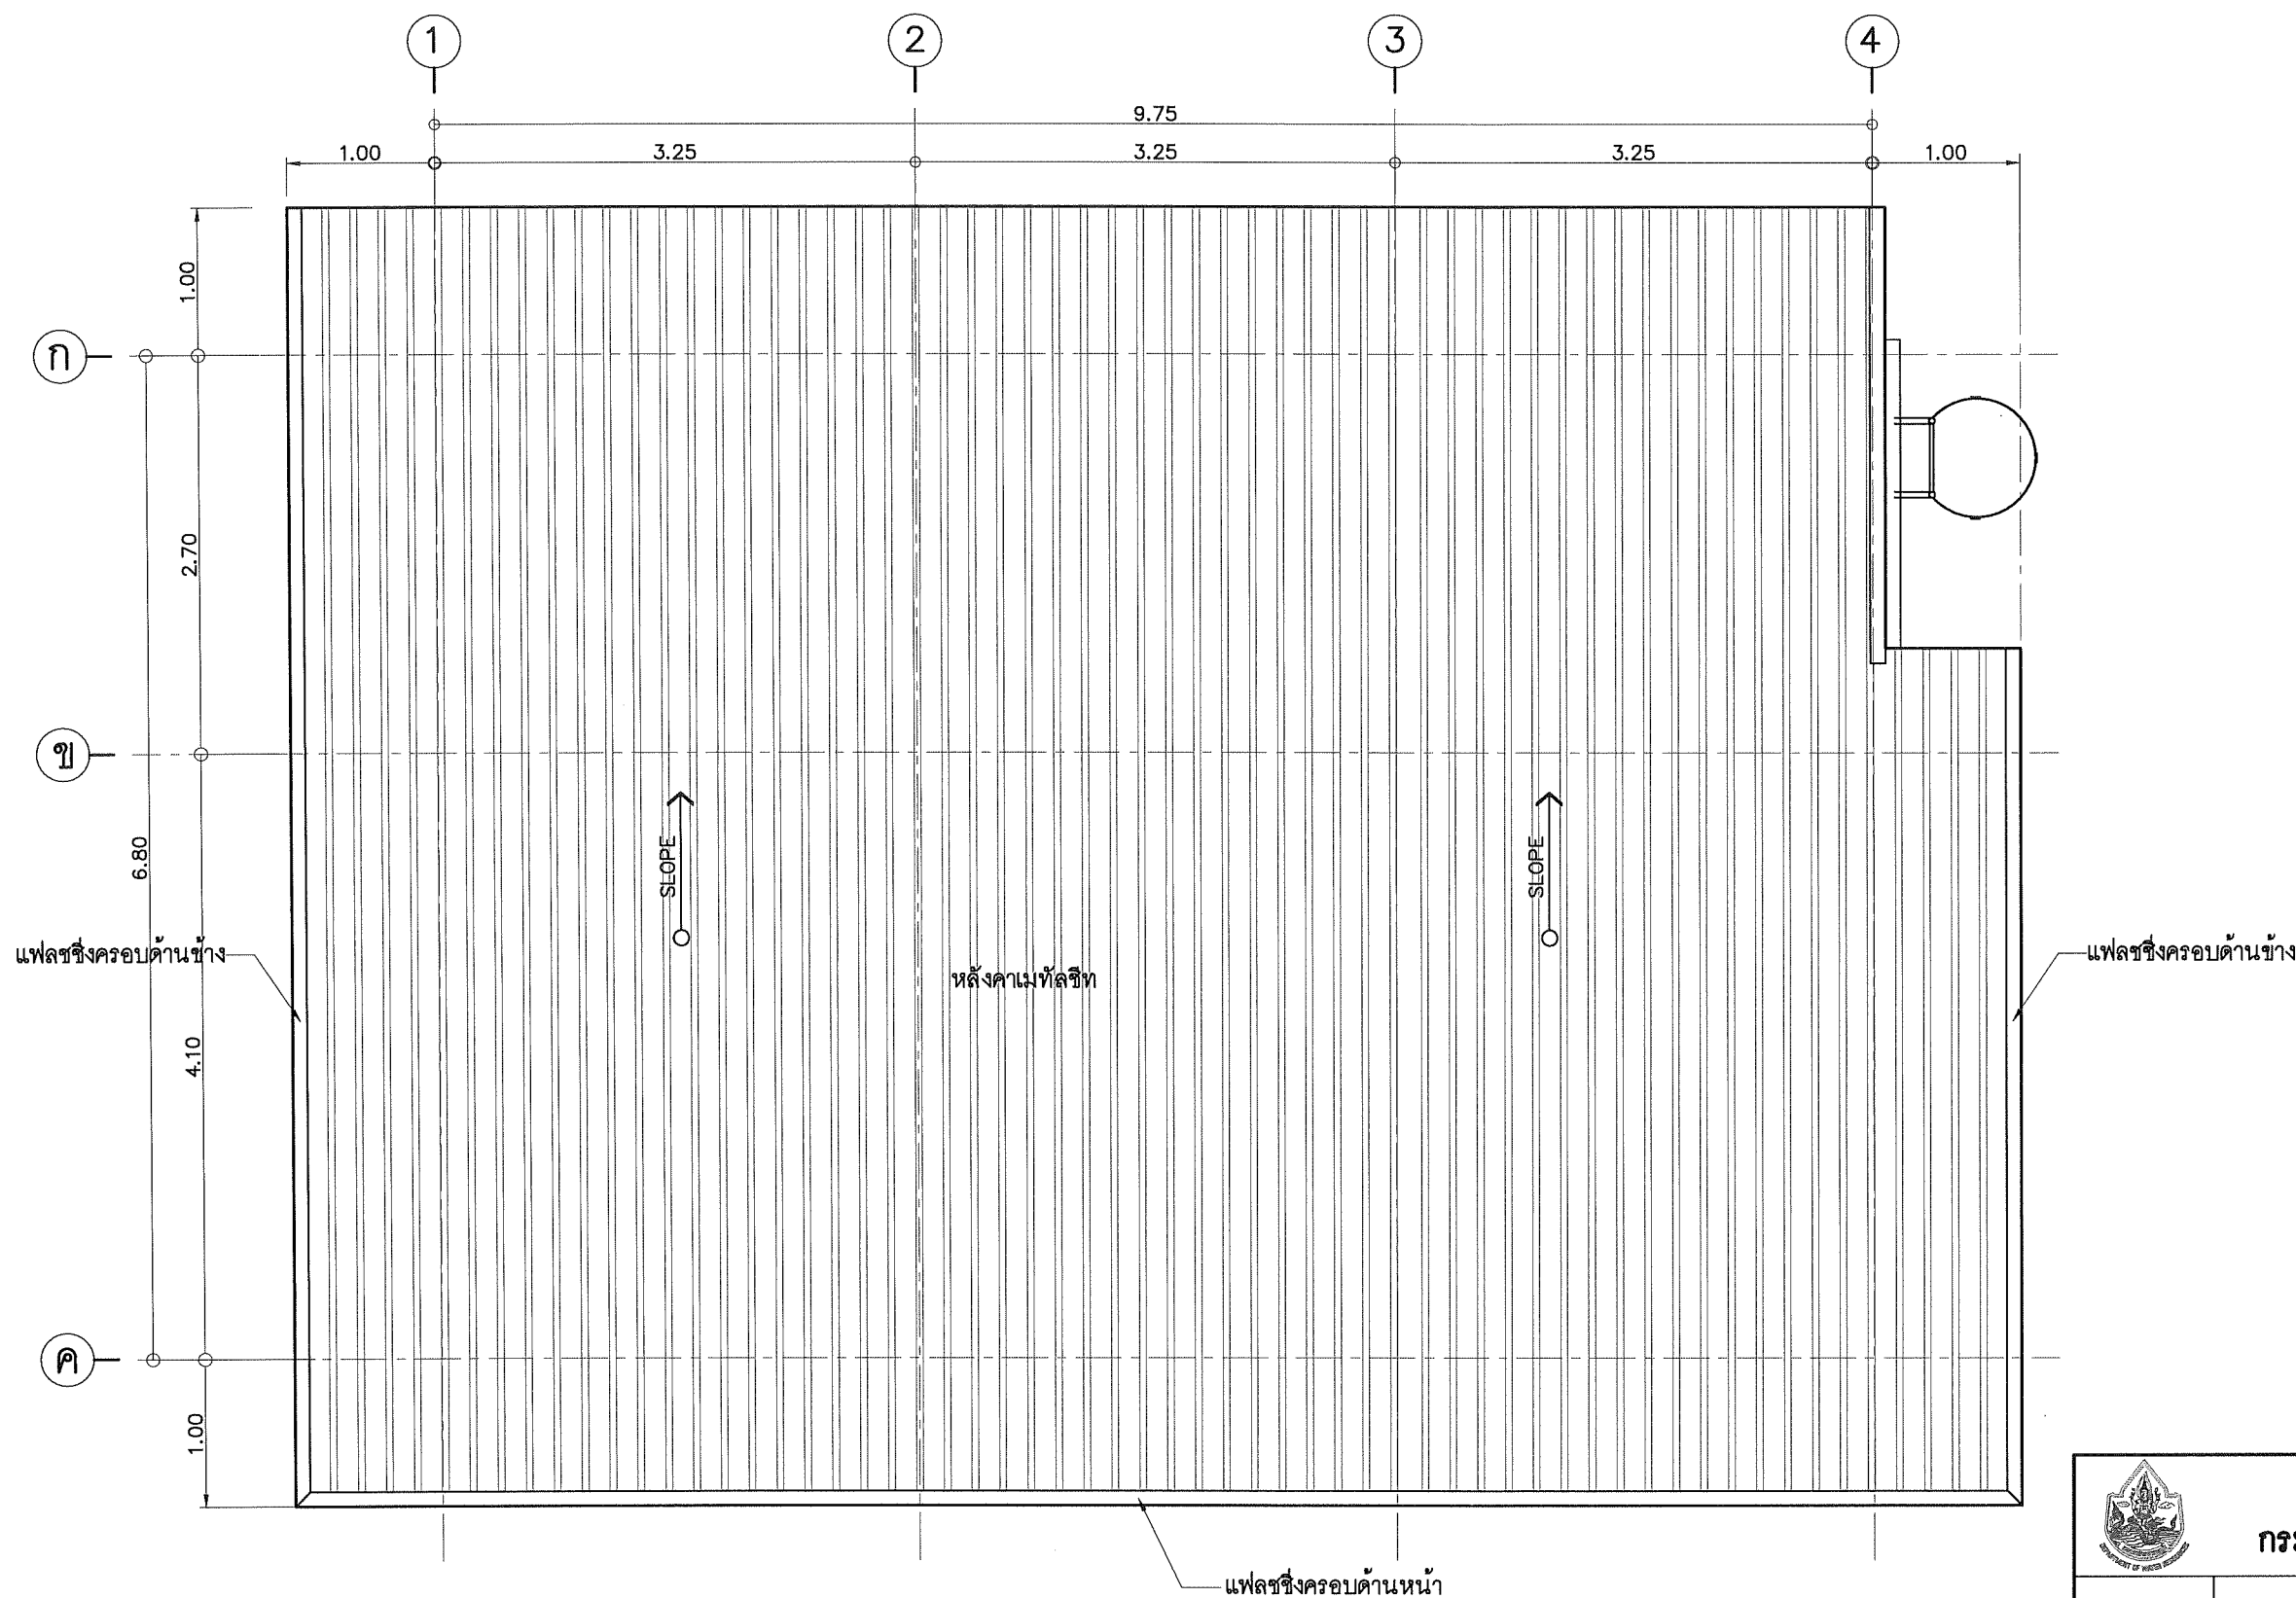 1 2 3 4
9.75
1.00 3.25 3.25 3.25 1.00
1.00
ก
2.70
ข
6.80
SLOPE SLOPE
แฟลชชิ่งครอบด้านข้าง
แฟลชชิ่งครอบด้านข้าง
หลังคาเมทัลชีท
4.10
ค
1.00
แฟลชชิ่งครอบด้านหน้า
DEPARTMENT OF WATER RESOURCES